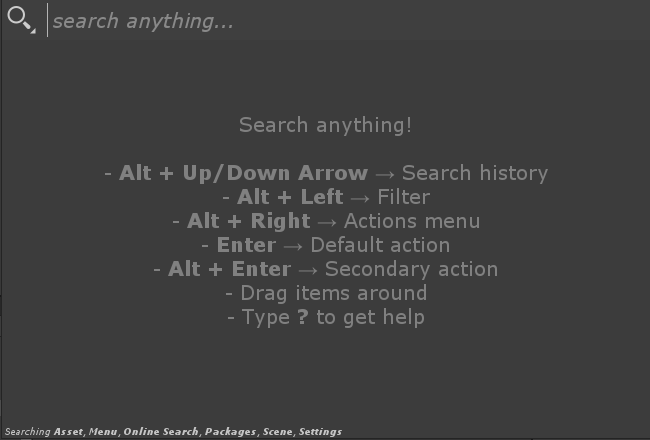 search anything...
Search anything!
- Alt + Up/Down Arrow → Search history
- Alt + Left → Filter
- Alt + Right → Actions menu
- Enter → Default action
- Alt + Enter → Secondary action
- Drag items around
- Type ? to get help
Searching Asset, Menu, Online Search, Packages, Scene, Settings